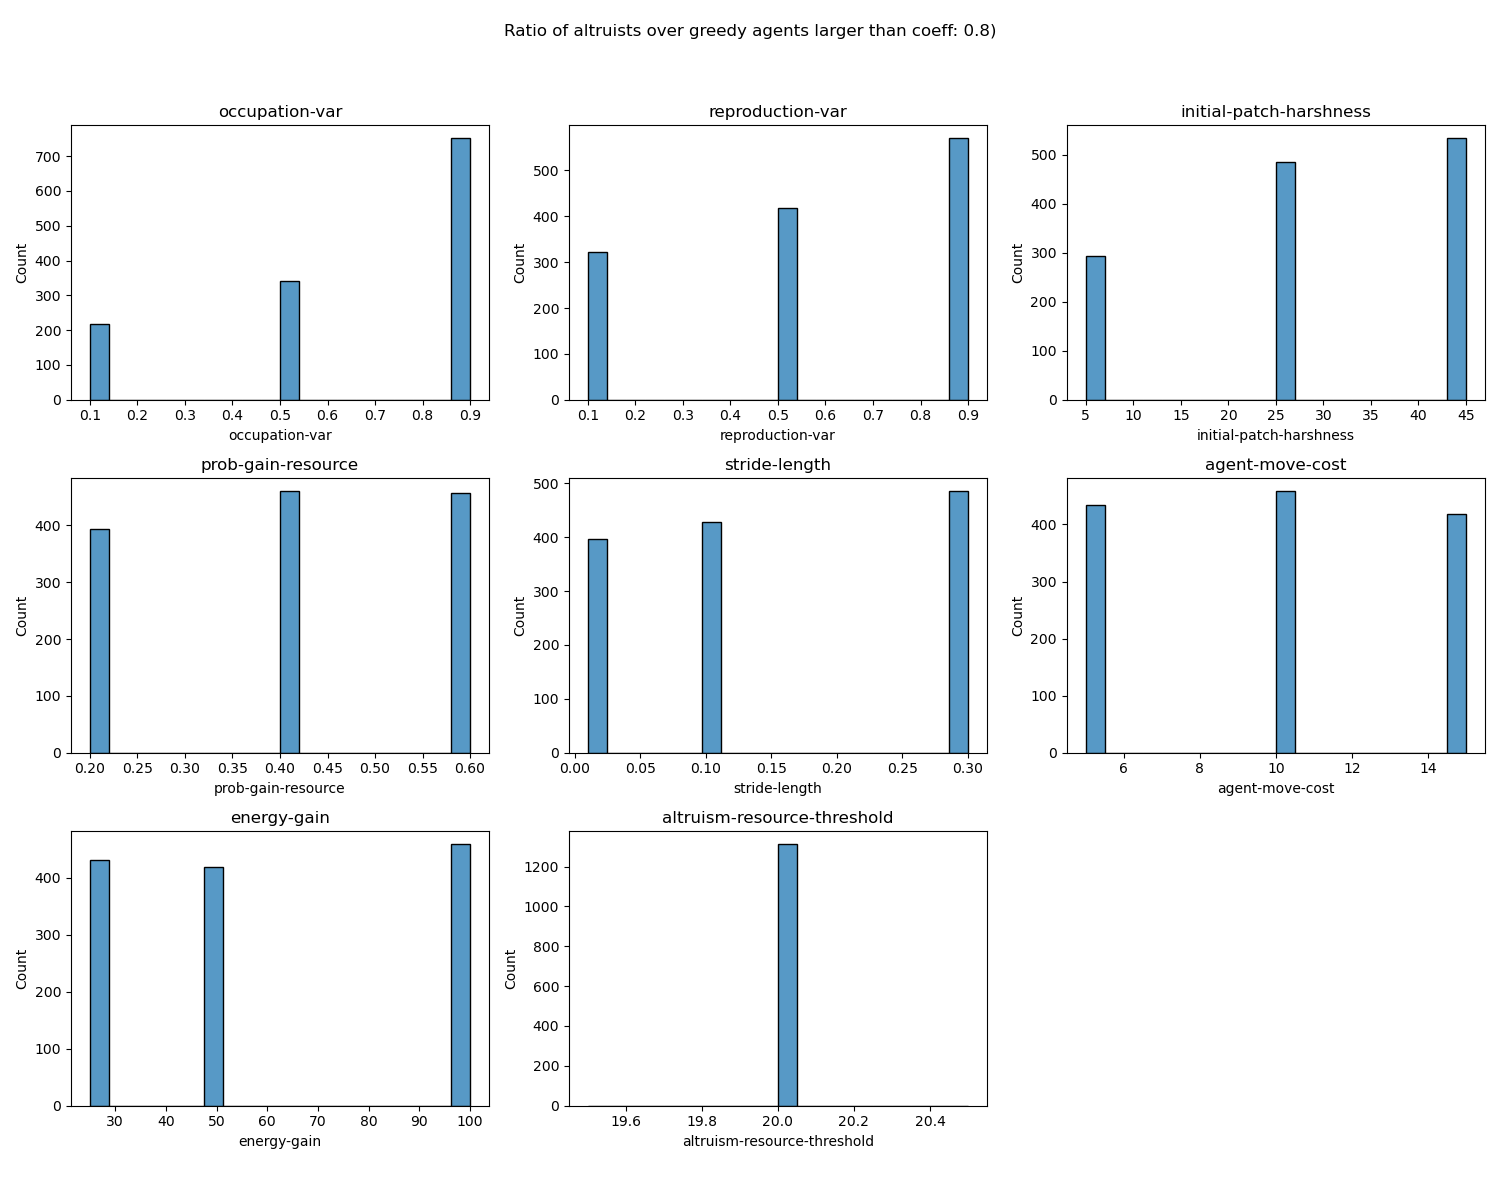 Ratio of altruists over greedy agents larger than coeff: 0.8)
occupation-var
700
600
500
400
300
200
100
0
Count
0.1 0.2 0.3 0.4 0.5 0.6 0.7 0.8 0.9
occupation-var
reproduction-var
500
400
300
200
100
0
Count
0.1 0.2 0.3 0.4 0.5 0.6 0.7 0.8 0.9
reproduction-var
initial-patch-harshness
500
400
300
200
100
0
Count
5 10 15 20 25 30 35 40 45
initial-patch-harshness
prob-gain-resource
400
300
200
100
0
Count
0.20 0.25 0.30 0.35 0.40 0.45 0.50 0.55 0.60
prob-gain-resource
stride-length
500
400
300
200
100
0
Count
0.00 0.05 0.10 0.15 0.20 0.25 0.30
stride-length
agent-move-cost
400
300
200
100
0
Count
6 8 10 12 14
agent-move-cost
energy-gain
400
300
200
100
0
Count
30 40 50 60 70 80 90 100
energy-gain
altruism-resource-threshold
1200
1000
800
600
400
200
0
Count
19.6 19.8 20.0 20.2 20.4
altruism-resource-threshold